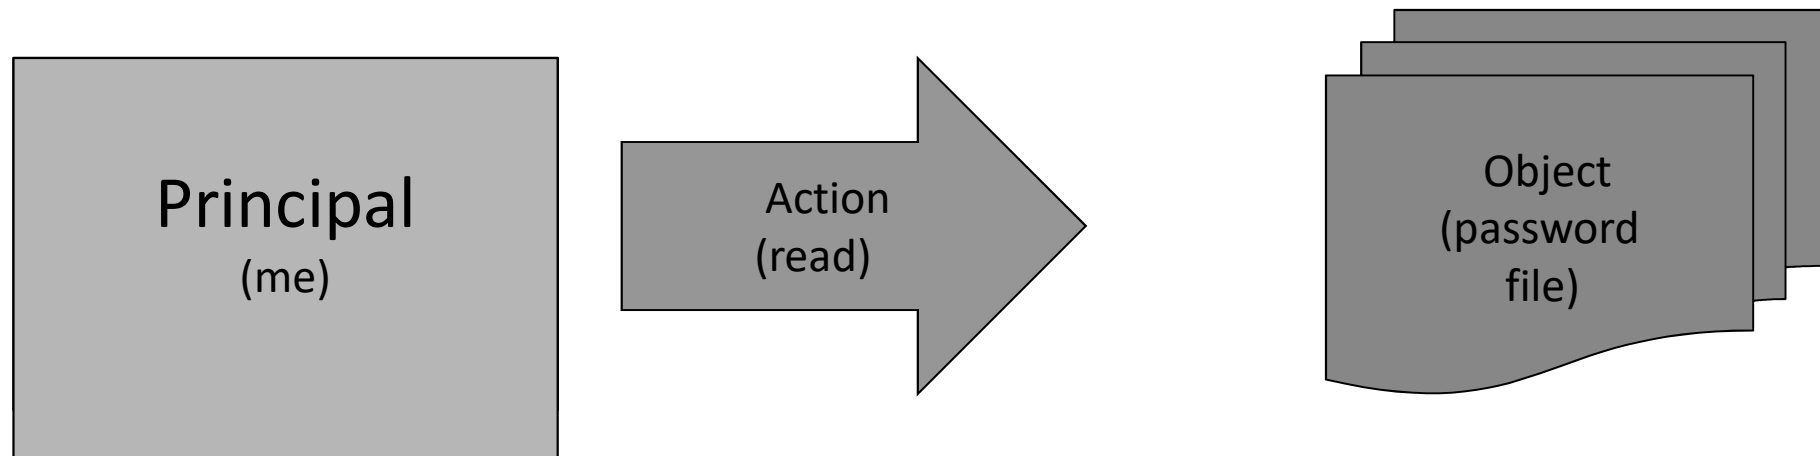 Principal
(me)
Action
(read)
Object
(password
file)